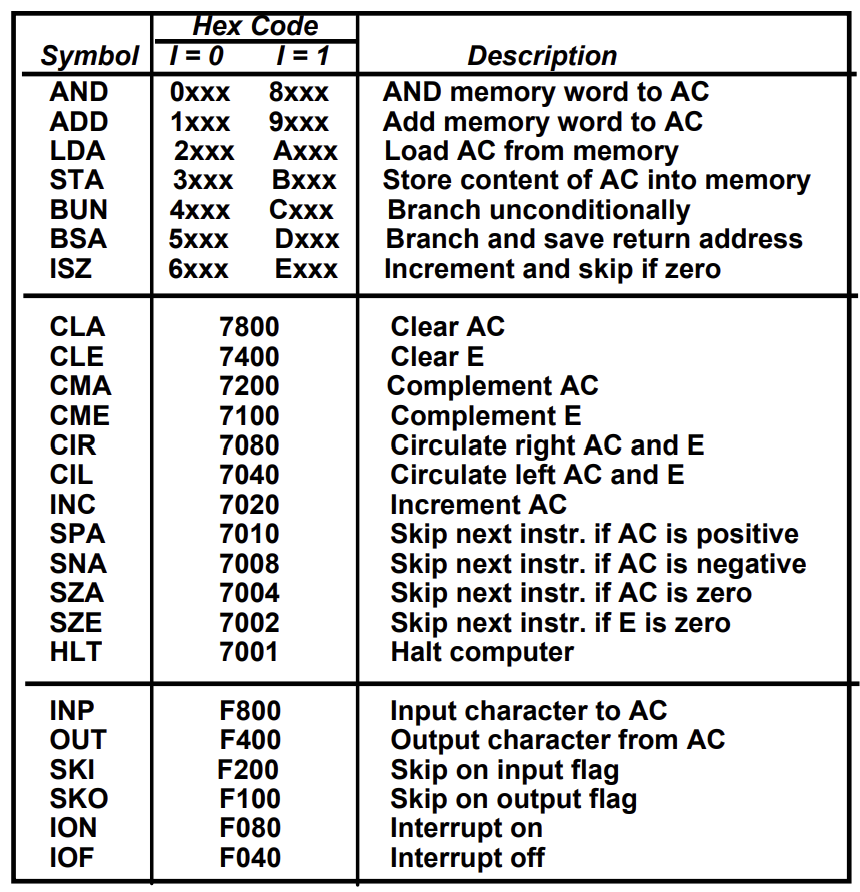 Hex Code
Symbol I = 0 I = 1 Description
AND 0xxx 8xxx AND memory word to AC
ADD 1xxx 9xxx Add memory word to AC
LDA 2xxx Axxx Load AC from memory
STA 3xxx Bxxx Store content of AC into memory
BUN 4xxx Cxxx Branch unconditionally
BSA 5xxx Dxxx Branch and save return address
ISZ 6xxx Exxx Increment and skip if zero
CLA 7800 Clear AC
CLE 7400 Clear E
CMA 7200 Complement AC
CME 7100 Complement E
CIR 7080 Circulate right AC and E
CIL 7040 Circulate left AC and E
INC 7020 Increment AC
SPA 7010 Skip next instr. if AC is positive
SNA 7008 Skip next instr. if AC is negative
SZA 7004 Skip next instr. if AC is zero
SZE 7002 Skip next instr. if E is zero
HLT 7001 Halt computer
INP F800 Input character to AC
OUT F400 Output character from AC
SKI F200 Skip on input flag
SKO F100 Skip on output flag
ION F080 Interrupt on
IOF F040 Interrupt off